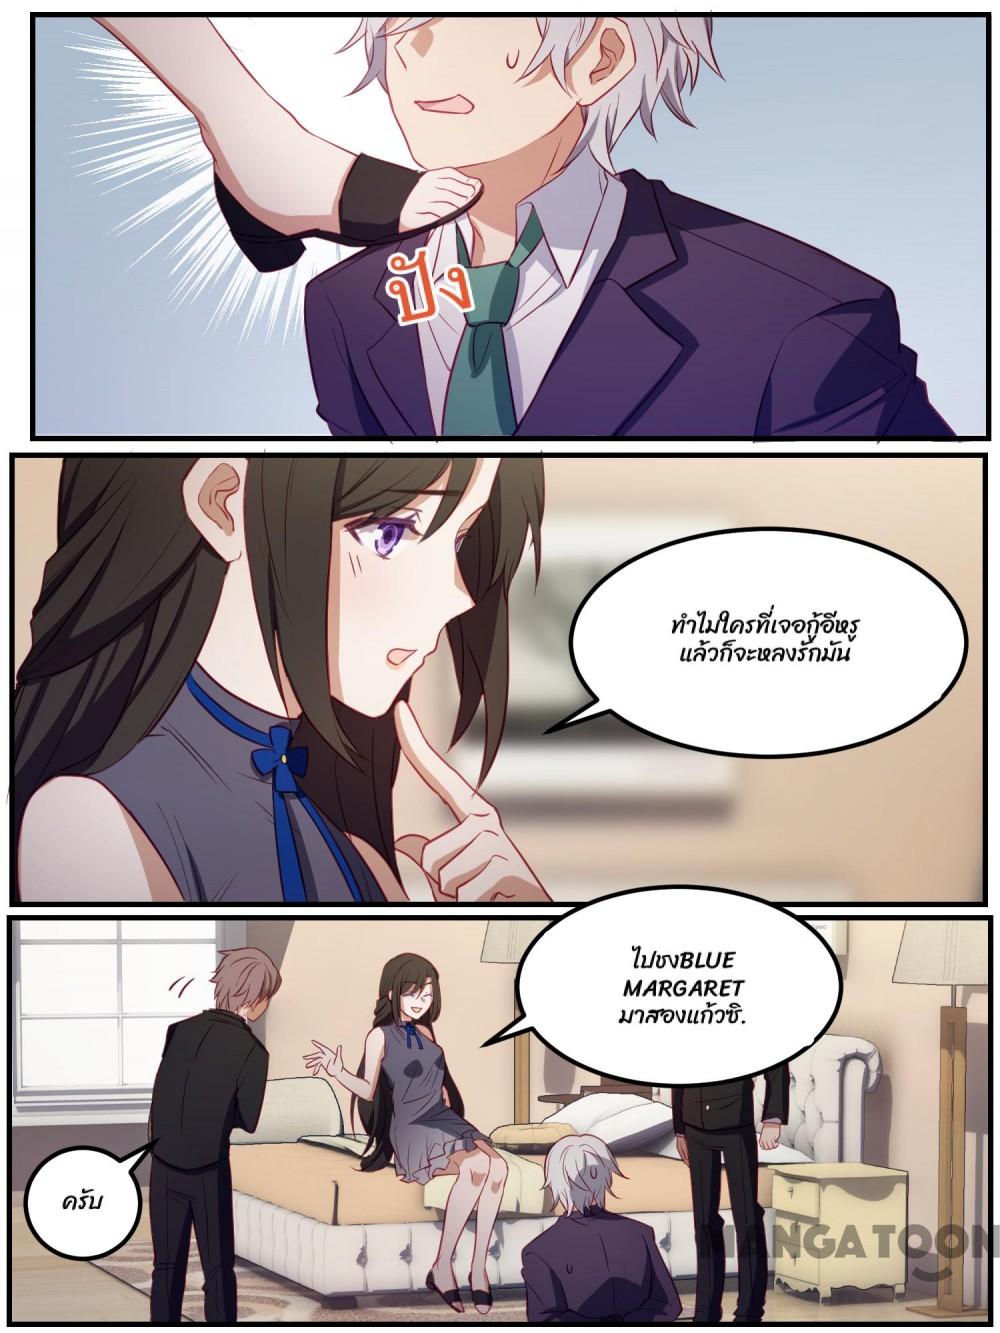 ปัง
ทำไมใครที่เจอกู้อีหรู
แล้วก็จะหลงรักมัน
ไปชงBLUE
MARGARET
มาสองแก้วซิ.
ครับ
MANGATOON